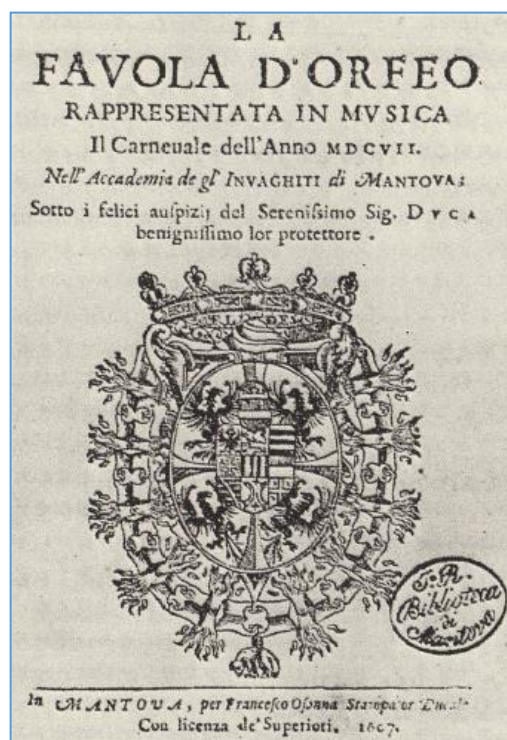 LA
FAVOLA D'ORFEO
RAPPRESENTATA IN MVSICA
Il Carneuale dell'Anno MDCVII.
Nell'Accademia de gl' INVAGHITI di MANTOVA;
Sotto i felici auſpizij del Sereniſsimo Sig. DVCA
benigniſſimo lor protettore.
FIDES
S. R.
Biblioteca
di
Mantova
In MANTOVA, per Franceſco Oſanna Stampator Ducale
Con licenza de' Superiori. 1607.